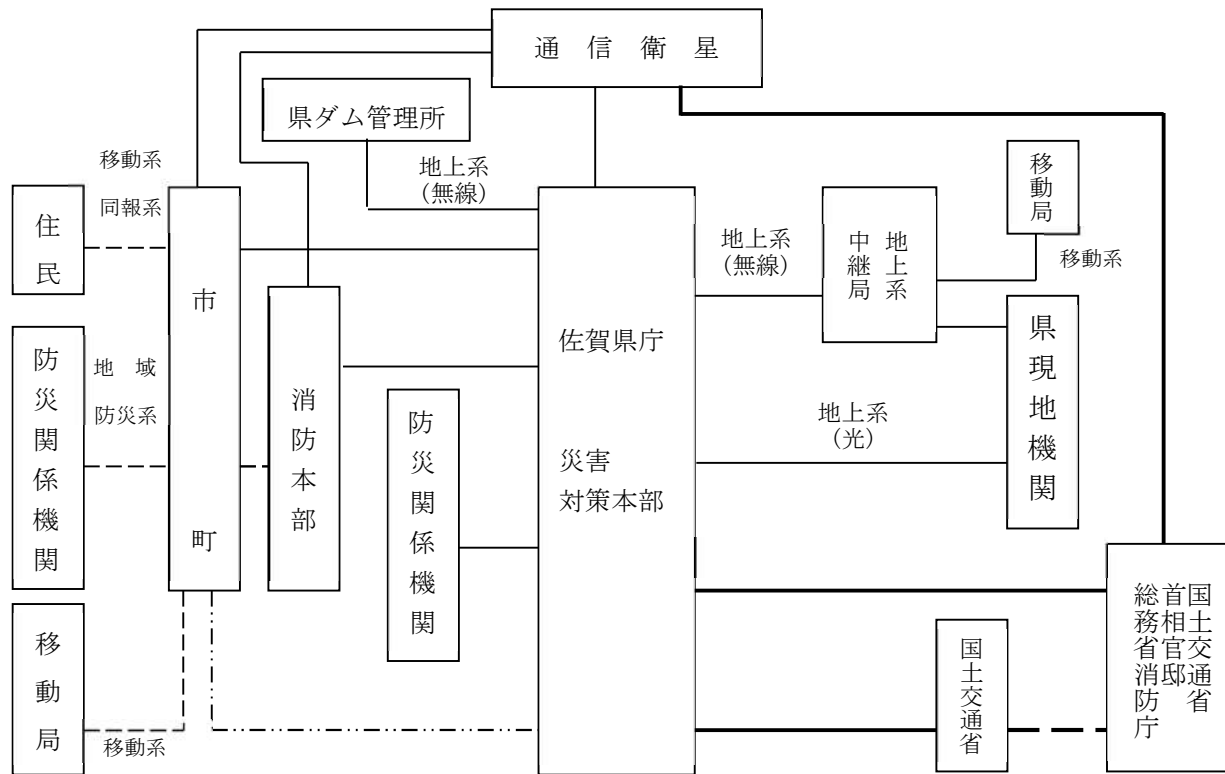 通信衛星
県ダム管理所
移動系
同報系
地上系
(無線)
住民
市町
移動局
地上系
(無線)
地上系
中継局
移動系
佐賀県庁
災害
対策本部
防災関係機関
地域
防災系
消防本部
防災関係機関
県現地機関
地上系
(光)
移動局
移動系
国土交通省
国土交通省
首相官邸
総務省消防庁